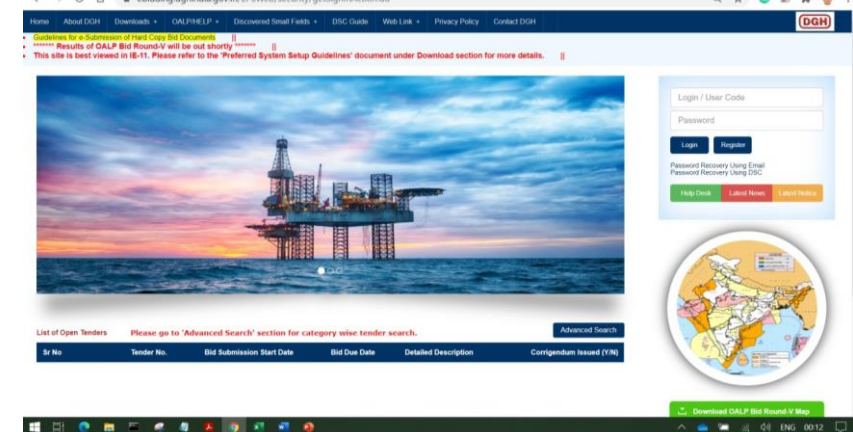 Home About DGH Downloads OALP/HELP Discovered Small Fields DSC Guide Web Link Privacy Policy Contact DGH
DGH
Guidelines for e-Submission of Hard Copy Bid Documents ||
******* Results of OALP Bid Round-V will be out shortly ******* ||
This site is best viewed in IE-11. Please refer to the 'Preferred System Setup Guidelines' document under Download section for more details. ||
Login / User Code
Password
Login Register
Password Recovery Using Email
Password Recovery Using DSC
Help Desk Latest News Latest Notice
List of Open Tenders Please go to 'Advanced Search' section for category wise tender search. Advanced Search
Sr No Tender No. Bid Submission Start Date Bid Due Date Detailed Description Corrigendum Issued (Y/N)
Download OALP Bid Round-V Map
ENG 00:12